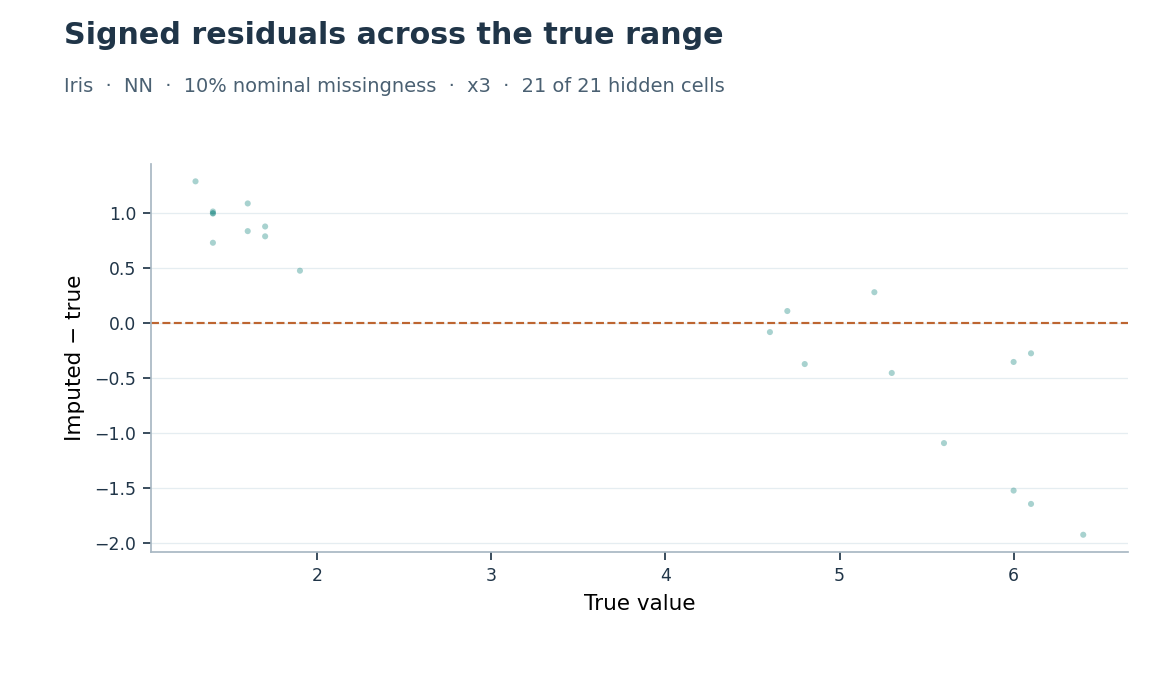 Signed residuals across the true range
Iris · NN · 10% nominal missingness · x3 · 21 of 21 hidden cells
Imputed − true
1.0
0.5
0.0
−0.5
−1.0
−1.5
−2.0
2 3 4 5 6
True value